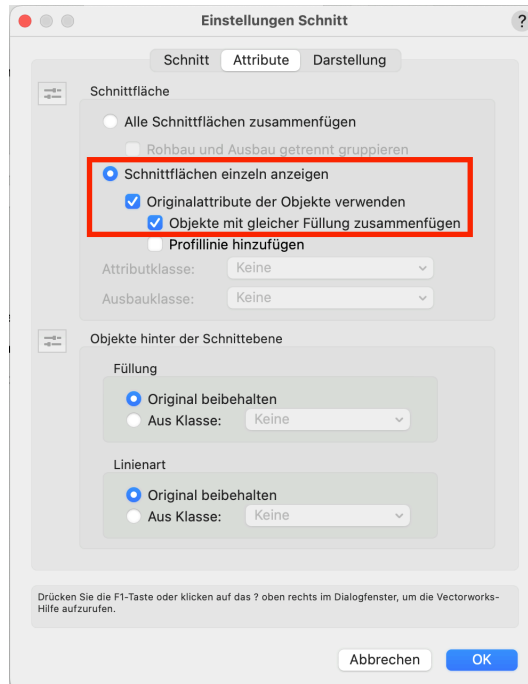 Einstellungen Schnitt
?
Schnitt Attribute Darstellung
Schnittfläche
Alle Schnittflächen zusammenfügen
Rohbau und Ausbau getrennt gruppieren
Schnittflächen einzeln anzeigen
Originalattribute der Objekte verwenden
Objekte mit gleicher Füllung zusammenfügen
Profillinie hinzufügen
Attributklasse: Keine
Ausbauklasse: Keine
Objekte hinter der Schnittebene
Füllung
Original beibehalten
Aus Klasse: Keine
Linienart
Original beibehalten
Aus Klasse: Keine
Drücken Sie die F1-Taste oder klicken auf das ? oben rechts im Dialogfenster, um die Vectorworks-
Hilfe aufzurufen.
Abbrechen OK